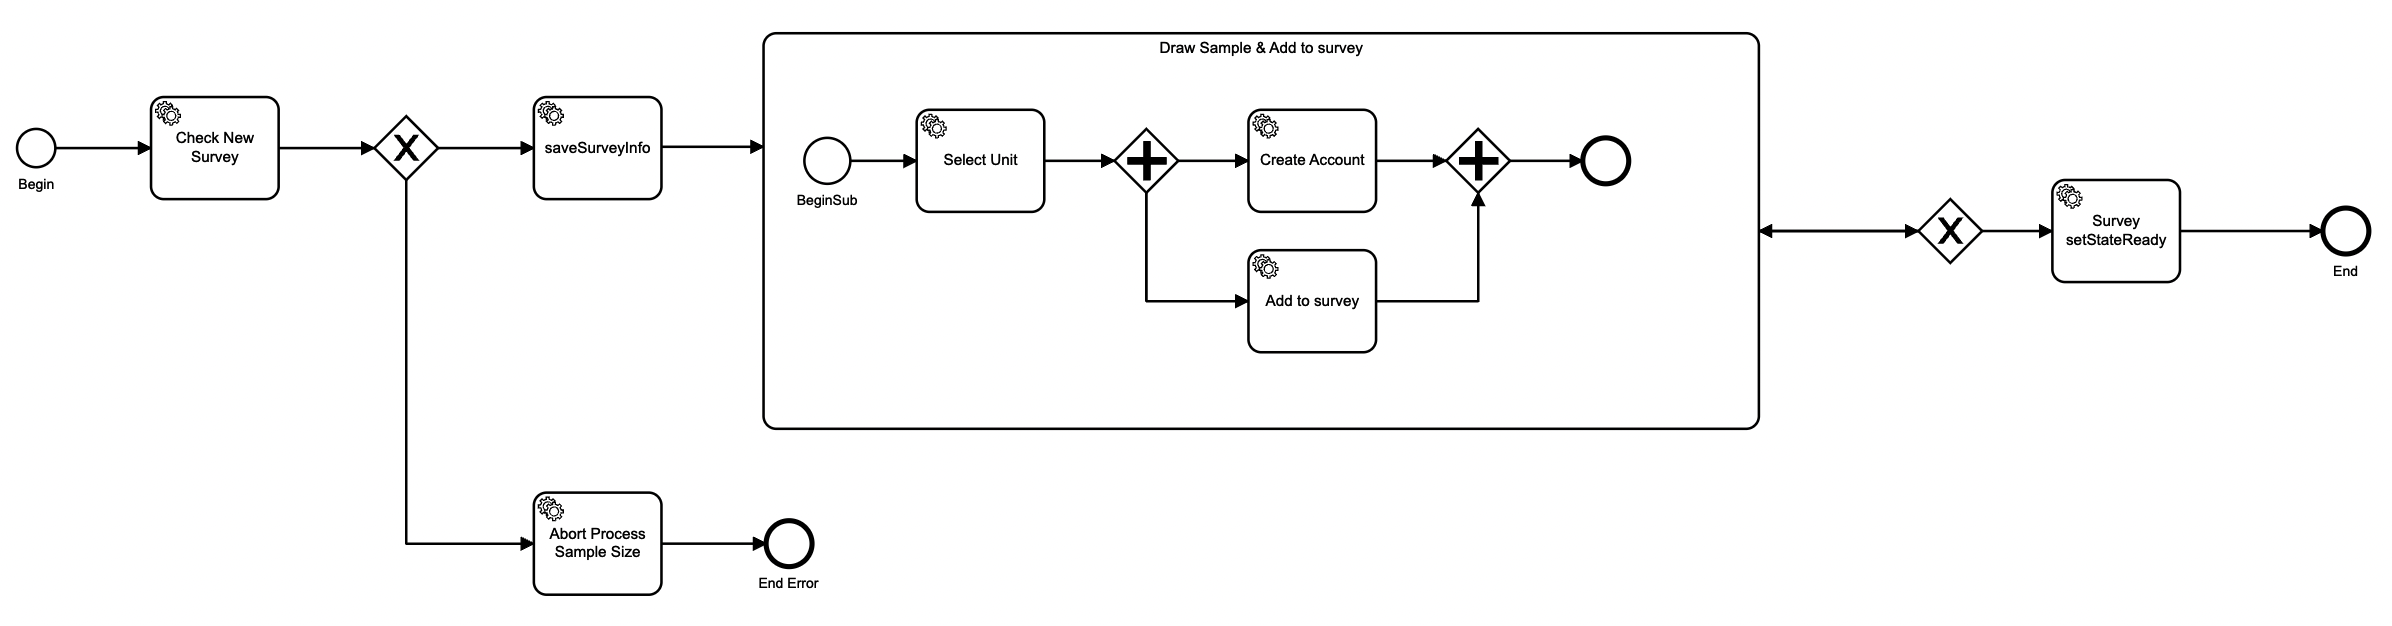 Begin
Check New
Survey
saveSurveyInfo
Draw Sample & Add to survey
BeginSub
Select Unit
Create Account
Add to survey
Survey
setStateReady
End
Abort Process
Sample Size
End Error